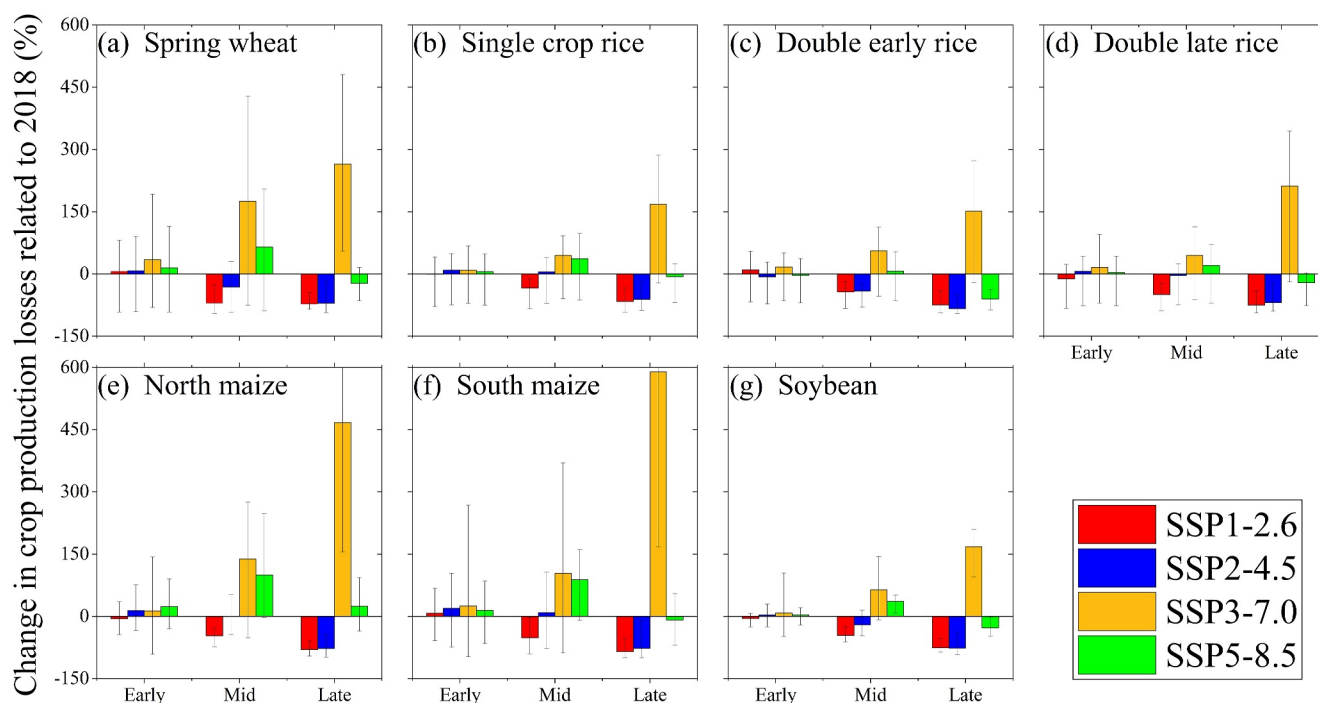 Change in crop production losses related to 2018 (%)
600
450
300
150
0
-150
(a) Spring wheat
(b) Single crop rice
(c) Double early rice
(d) Double late rice
Early Mid Late
600
450
300
150
0
-150
(e) North maize
(f) South maize
(g) Soybean
Early Mid Late
Early Mid Late
Early Mid Late
SSP1-2.6
SSP2-4.5
SSP3-7.0
SSP5-8.5